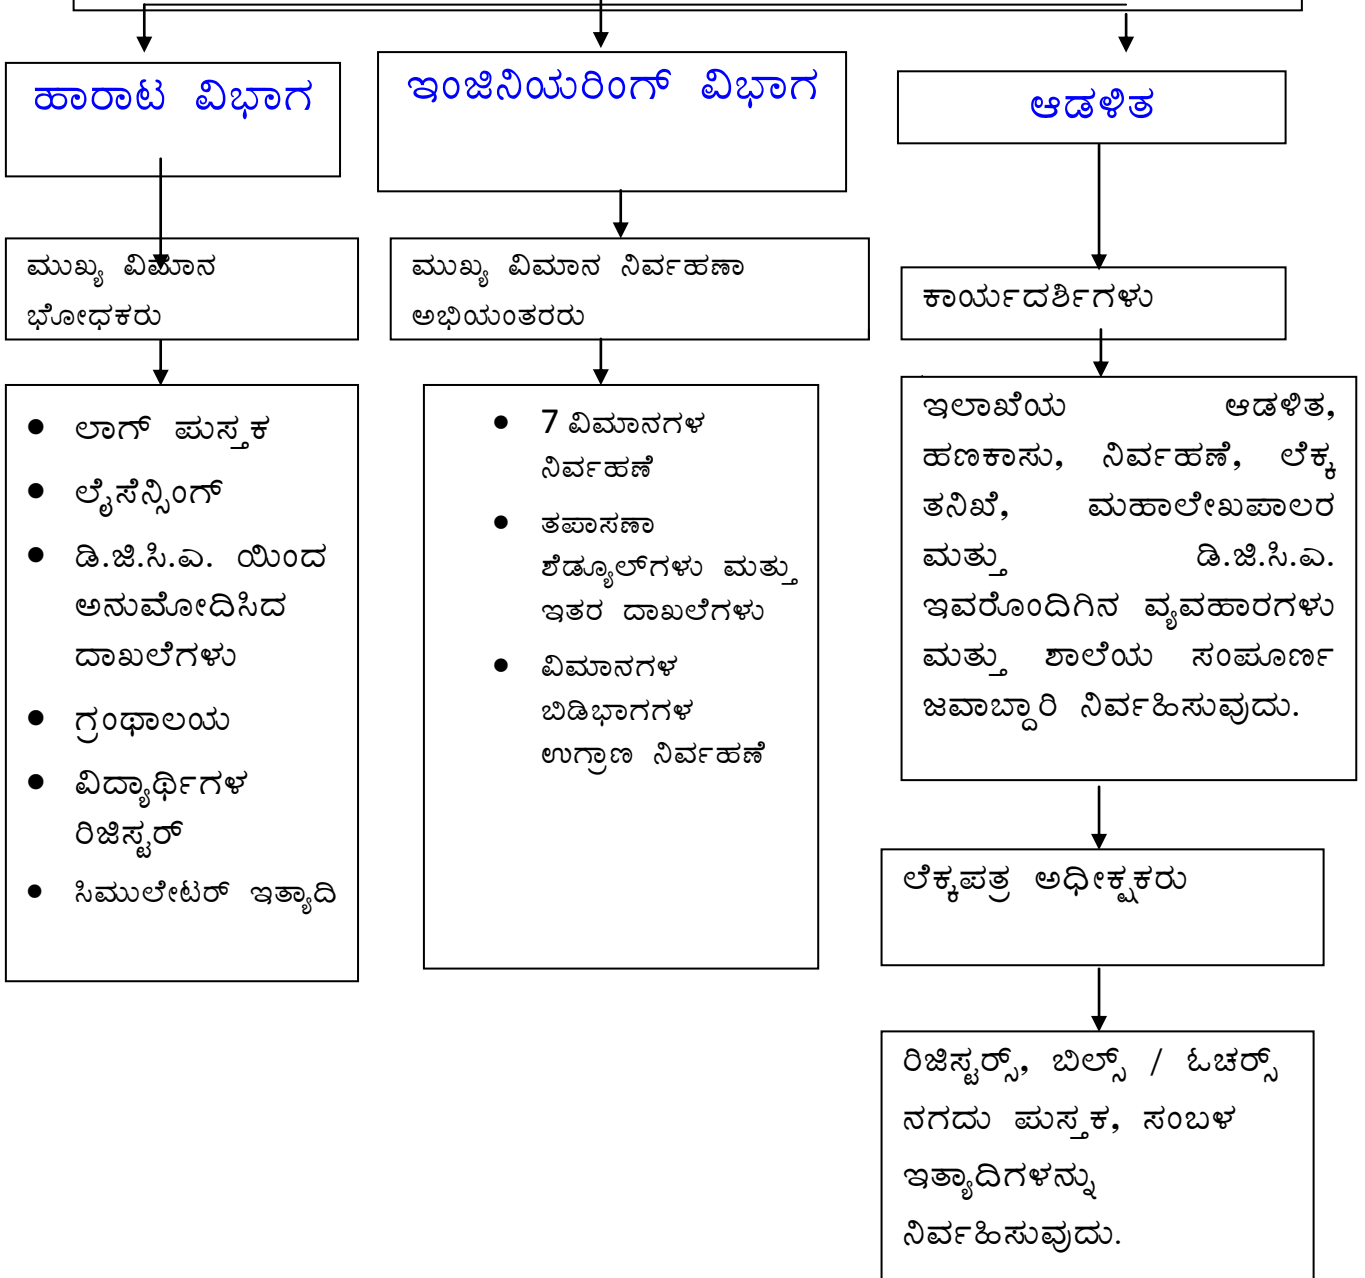 ಹಾರಾಟ ವಿಭಾಗ
ಇಂಜಿನಿಯರಿಂಗ್ ವಿಭಾಗ
ಆಡಳಿತ
ಮುಖ್ಯ ವಿಮಾನ
ಭೋಧಕರು
ಮುಖ್ಯ ವಿಮಾನ ನಿರ್ವಹಣಾ
ಅಭಿಯಂತರರು
ಕಾರ್ಯದರ್ಶಿಗಳು
• ಲಾಗ್ ಪುಸ್ತಕ
• ಲೈಸೆನ್ಸಿಂಗ್
• ಡಿ.ಜಿ.ಸಿ.ಎ. ಯಿಂದ
ಅನುಮೋದಿಸಿದ
ದಾಖಲೆಗಳು
• ಗ್ರಂಥಾಲಯ
• ವಿದ್ಯಾರ್ಥಿಗಳ
ರಿಜಿಸ್ಟರ್
• ಸಿಮುಲೇಟರ್ ಇತ್ಯಾದಿ
• 7 ವಿಮಾನಗಳ
ನಿರ್ವಹಣೆ
• ತಪಾಸಣಾ
ಶೆಡ್ಯೂಲ್‌ಗಳು ಮತ್ತು
ಇತರ ದಾಖಲೆಗಳು
• ವಿಮಾನಗಳ
ಬಿಡಿಭಾಗಗಳ
ಉಗ್ರಾಣ ನಿರ್ವಹಣೆ
ಇಲಾಖೆಯ ಆಡಳಿತ,
ಹಣಕಾಸು, ನಿರ್ವಹಣೆ, ಲೆಕ್ಕ
ತನಿಖೆ, ಮಹಾಲೇಖಪಾಲರ
ಮತ್ತು ಡಿ.ಜಿ.ಸಿ.ಎ.
ಇವರೊಂದಿಗಿನ ವ್ಯವಹಾರಗಳು
ಮತ್ತು ಶಾಲೆಯ ಸಂಪೂರ್ಣ
ಜವಾಬ್ದಾರಿ ನಿರ್ವಹಿಸುವುದು.
ಲೆಕ್ಕಪತ್ರ ಅಧೀಕ್ಷಕರು
ರಿಜಿಸ್ಟರ್ಸ್, ಬಿಲ್ಸ್ / ಓಚರ್ಸ್
ನಗದು ಪುಸ್ತಕ, ಸಂಬಳ
ಇತ್ಯಾದಿಗಳನ್ನು
ನಿರ್ವಹಿಸುವುದು.